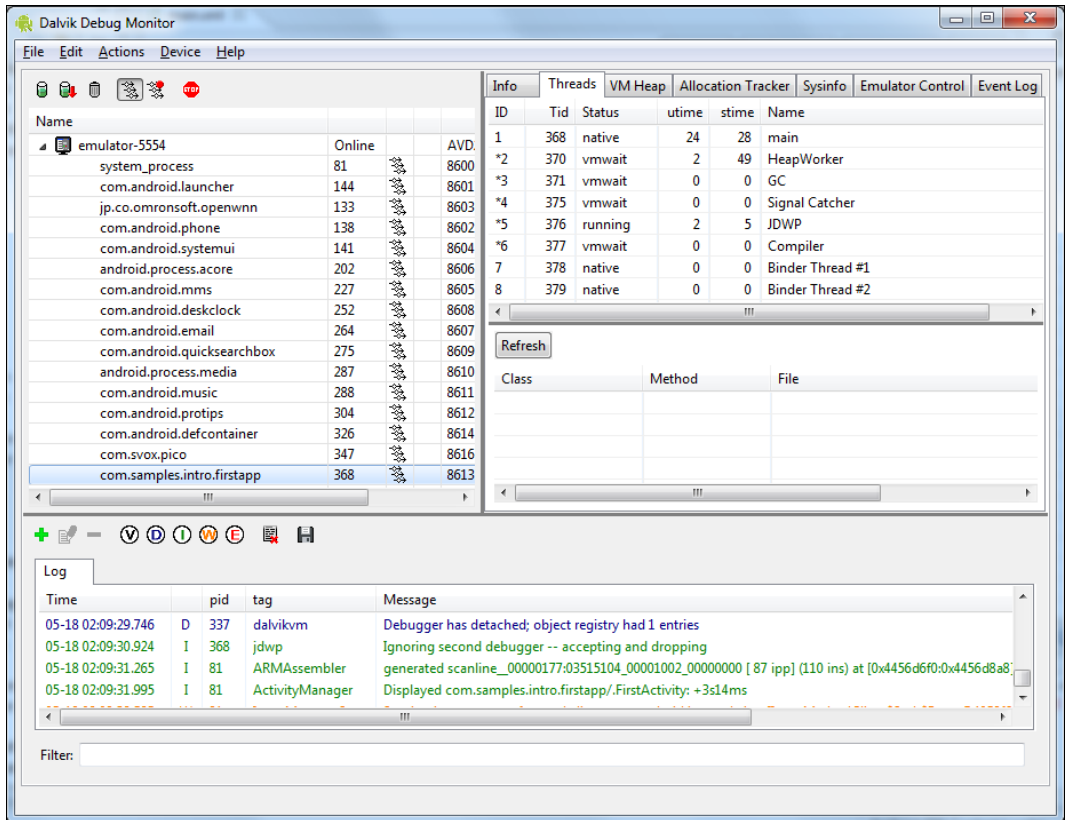 Dalvik Debug Monitor
File Edit Actions Device Help
STOP
Name
emulator-5554 Online AVD.
system_process 81 8600
com.android.launcher 144 8601
jp.co.omronsoft.openwnn 133 8603
com.android.phone 138 8602
com.android.systemui 141 8604
android.process.acore 202 8606
com.android.mms 227 8605
com.android.deskclock 252 8608
com.android.email 264 8607
com.android.quicksearchbox 275 8609
android.process.media 287 8610
com.android.music 288 8611
com.android.protips 304 8612
com.android.defcontainer 326 8614
com.svox.pico 347 8616
com.samples.intro.firstapp 368 8613
Info Threads VM Heap Allocation Tracker Sysinfo Emulator Control Event Log
ID Tid Status utime stime Name
1 368 native 24 28 main
*2 370 vmwait 2 49 HeapWorker
*3 371 vmwait 0 0 GC
*4 375 vmwait 0 0 Signal Catcher
*5 376 running 2 5 JDWP
*6 377 vmwait 0 0 Compiler
7 378 native 0 0 Binder Thread #1
8 379 native 0 0 Binder Thread #2
Refresh
Class Method File
V D I W E
Log
Time pid tag Message
05-18 02:09:29.746 D 337 dalvikvm Debugger has detached; object registry had 1 entries
05-18 02:09:30.924 I 368 jdwp Ignoring second debugger -- accepting and dropping
05-18 02:09:31.265 I 81 ARMAssembler generated scanline__00000177:03515104_00001002_00000000 [ 87 ipp] (110 ins) at [0x4456d6f0:0x4456d8a8]
05-18 02:09:31.995 I 81 ActivityManager Displayed com.samples.intro.firstapp/.FirstActivity: +3s14ms
Filter: